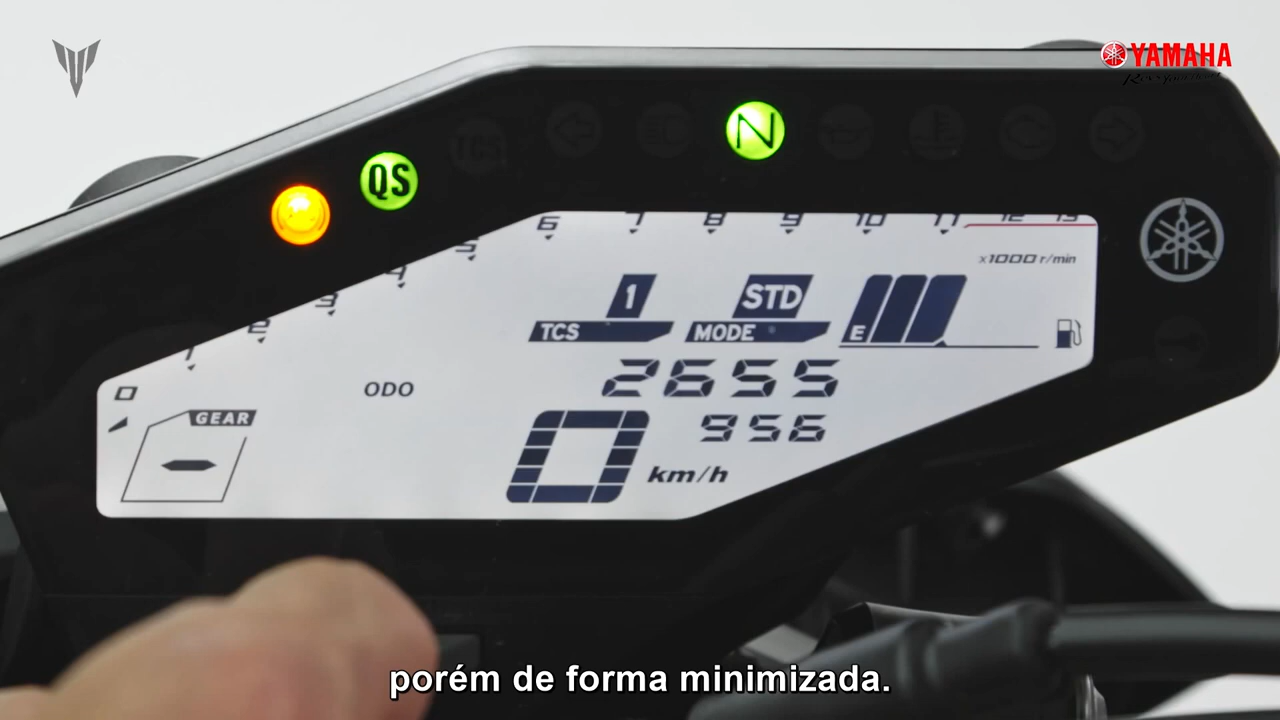 YAMAHA
N
QS
TCS
0 1 2 3 4 5 6 7 8 9 10 11 12 13
x1000 r/min
1
STD
TCS
MODE
E
2655
ODO
GEAR
956
0
km/h
porém de forma minimizada.